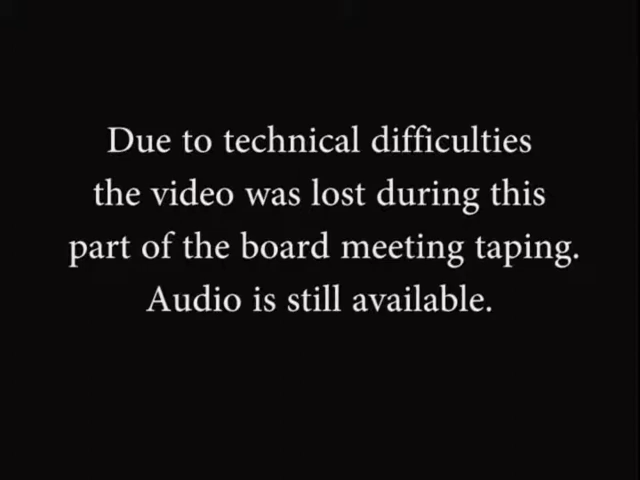 Due to technical difficulties
the video was lost during this
part of the board meeting taping.
Audio is still available.